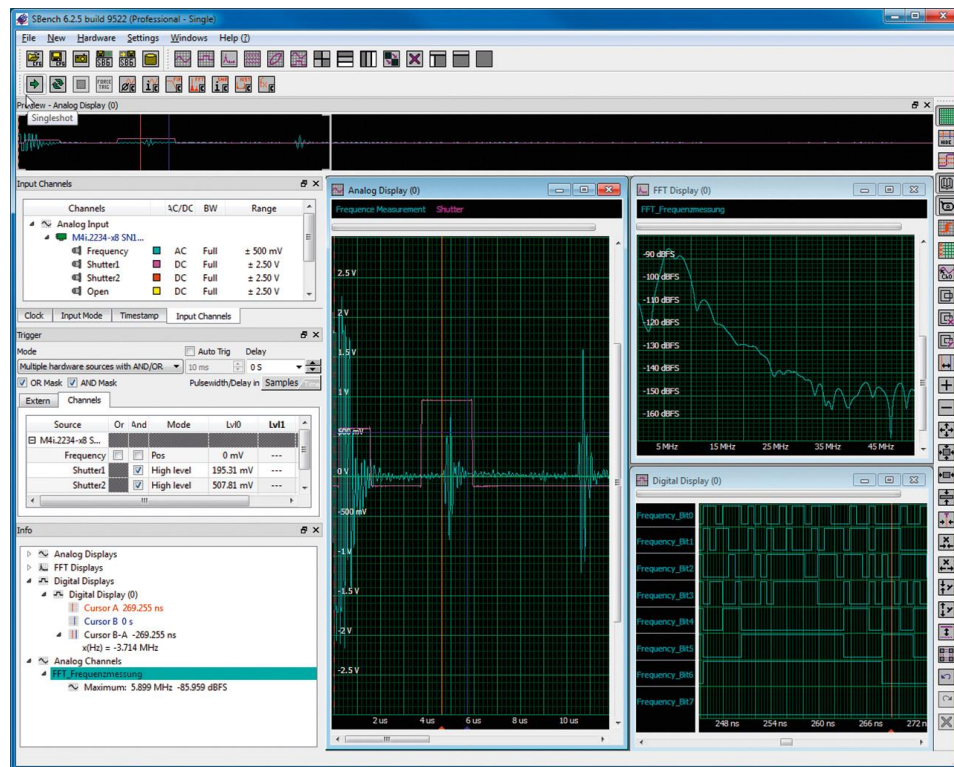 SBench 6.2.5 build 9522 (Professional - Single)
File New Hardware Settings Windows Help (?)
Preview - Analog Display (0)
Singleshot
Input Channels
Channels AC/DC BW Range
Analog Input
M4i.2234-x8 SN1...
Frequency AC Full ± 500 mV
Shutter1 DC Full ± 2.50 V
Shutter2 DC Full ± 2.50 V
Open DC Full ± 2.50 V
Clock Input Mode Timestamp Input Channels
Trigger
Mode Auto Trig Delay
Multiple hardware sources with AND/OR 10 ms 0 S
OR Mask AND Mask Pulsewidth/Delay in Samples
Extern Channels
Source Or And Mode Lvl0 Lvl1
M4i.2234-x8 S...
Frequency Pos 0 mV ---
Shutter1 High level 195.31 mV ---
Shutter2 High level 507.81 mV ---
Info
Analog Displays
FFT Displays
Digital Displays
Digital Display (0)
Cursor A 269.255 ns
Cursor B 0 s
Cursor B-A -269.255 ns
x(Hz) = -3.714 MHz
Analog Channels
FFT_Frequenzmessung
Maximum: 5.899 MHz -85.959 dBFS
Analog Display (0)
Frequence Measurement Shutter
2.5 V
2 V
1.5 V
1 V
500 mV
0 V
-500 mV
-1 V
-1.5 V
-2 V
-2.5 V
2 us 4 us 6 us 8 us 10 us
FFT Display (0)
FFT_Frequenzmessung
-90 dBFS
-100 dBFS
-110 dBFS
-120 dBFS
-130 dBFS
-140 dBFS
-150 dBFS
-160 dBFS
5 MHz 15 MHz 25 MHz 35 MHz 45 MHz
Digital Display (0)
Frequency_Bit0
Frequency_Bit1
Frequency_Bit2
Frequency_Bit3
Frequency_Bit4
Frequency_Bit5
Frequency_Bit6
Frequency_Bit7
248 ns 254 ns 260 ns 266 ns 272 n